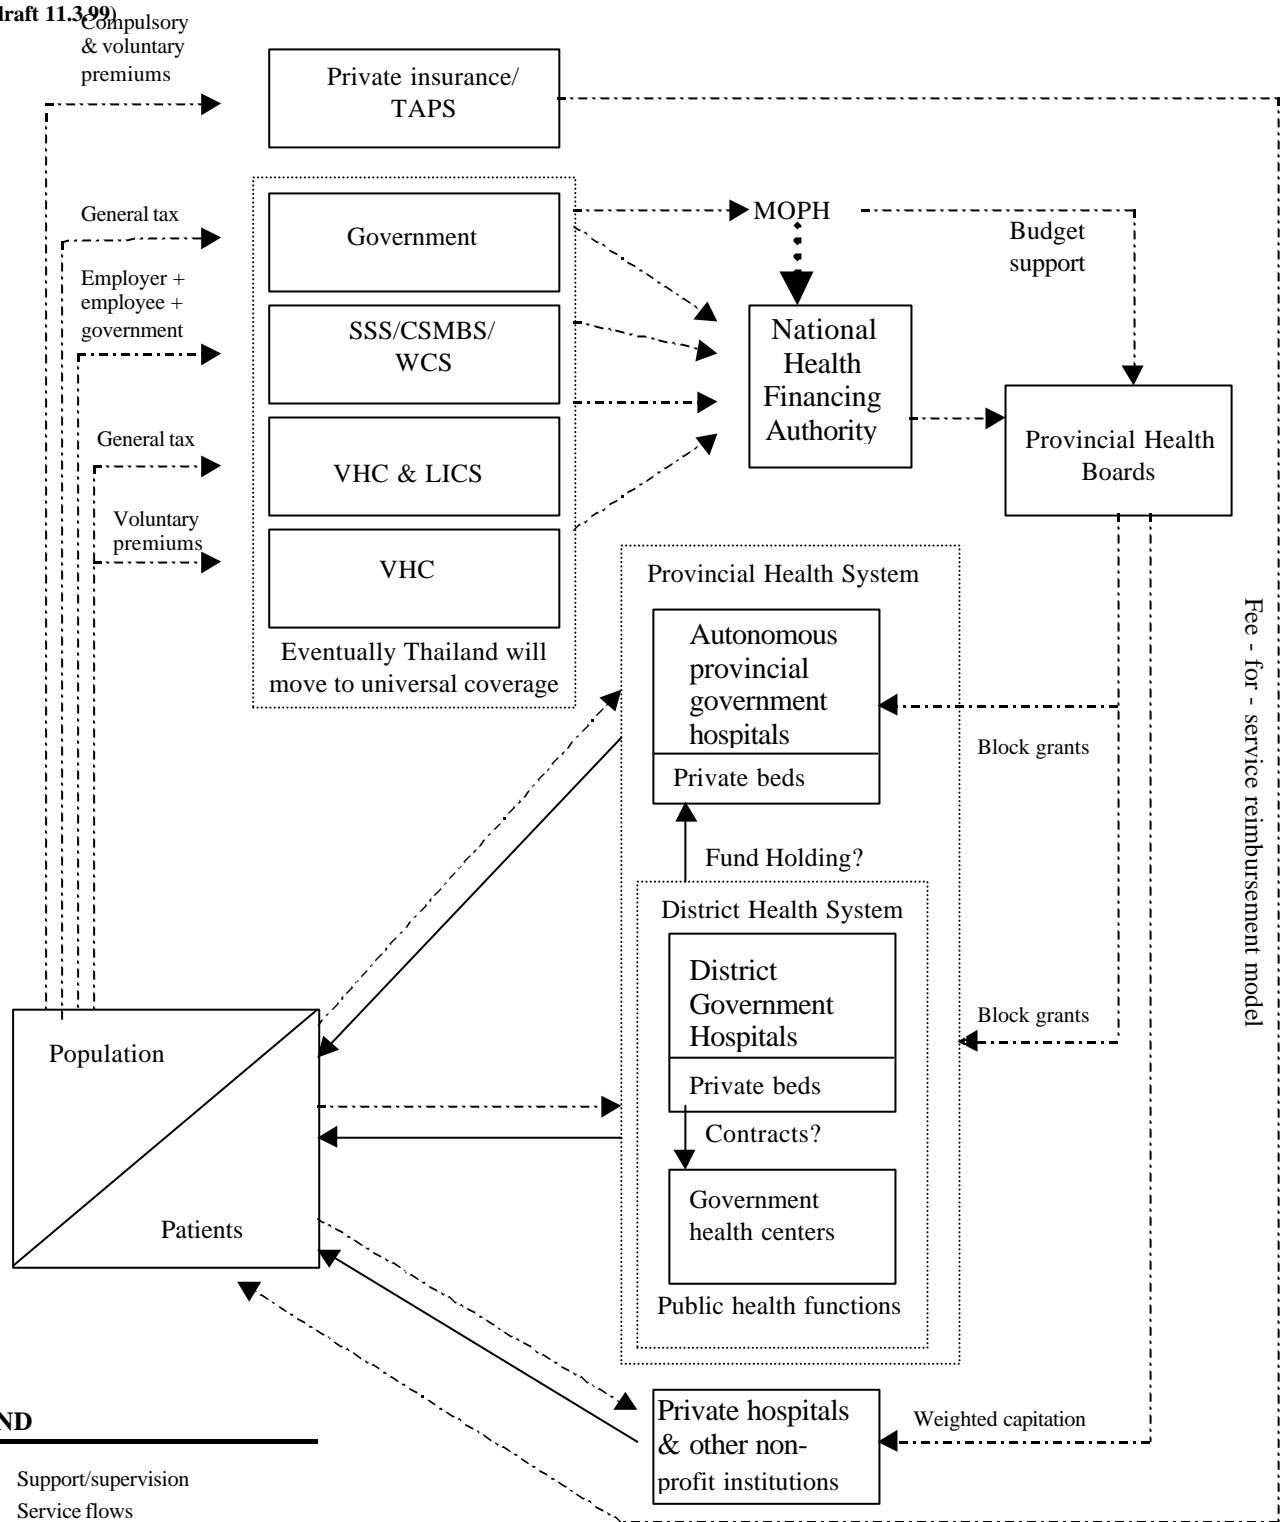 draft 11.3.99)
Compulsory
& voluntary
premiums
Private insurance/
TAPS
General tax
Government
MOPH
Budget
support
Employer +
employee +
government
SSS/CSMBS/
WCS
National
Health
Financing
Authority
General tax
VHC & LICS
Provincial Health
Boards
Voluntary
premiums
VHC
Eventually Thailand will
move to universal coverage
Provincial Health System
Autonomous
provincial
government
hospitals
Private beds
Block grants
Fee - for - service reimbursement model
Fund Holding?
District Health System
District
Government
Hospitals
Private beds
Block grants
Contracts?
Government
health centers
Public health functions
Population
Patients
Private hospitals
& other non-
profit institutions
Weighted capitation
ND
Support/supervision
Service flows